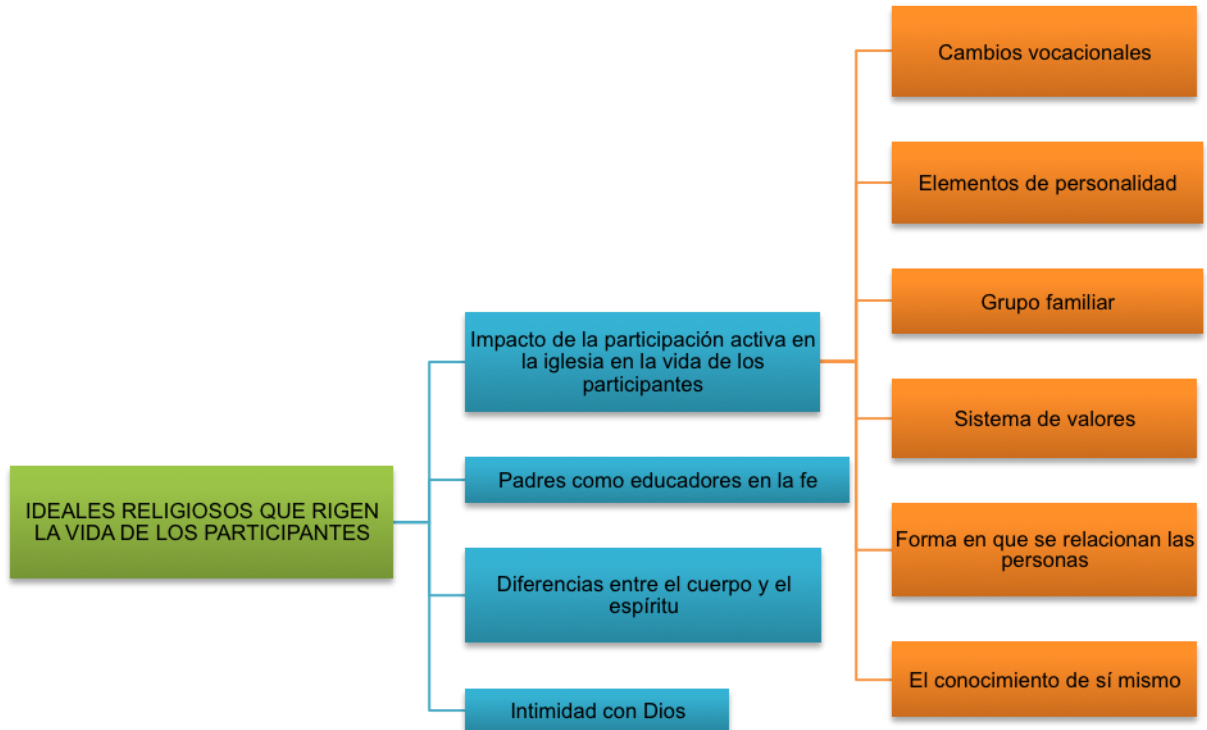 IDEALES RELIGIOSOS QUE RIGEN
LA VIDA DE LOS PARTICIPANTES
Impacto de la participación activa en
la iglesia en la vida de los
participantes
Padres como educadores en la fe
Diferencias entre el cuerpo y el
espíritu
Intimidad con Dios
Cambios vocacionales
Elementos de personalidad
Grupo familiar
Sistema de valores
Forma en que se relacionan las
personas
El conocimiento de sí mismo